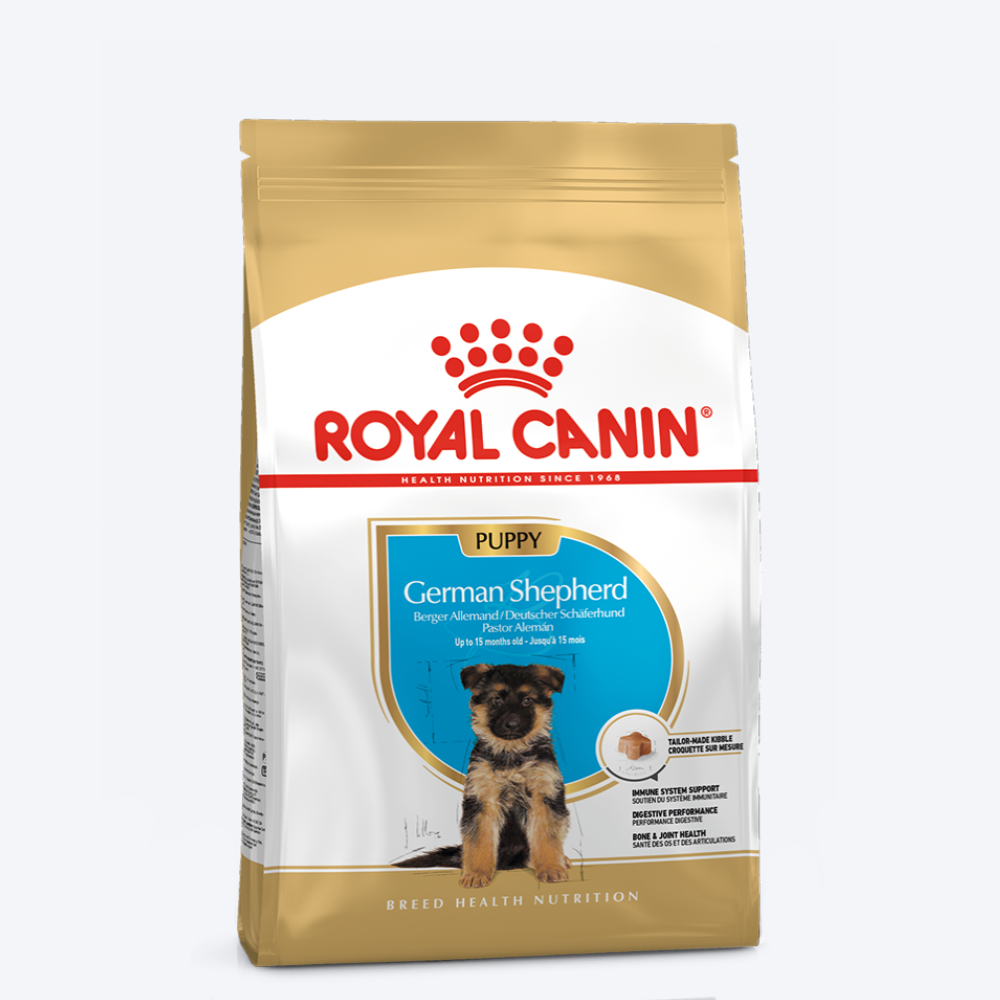 ROYAL CANIN®
HEALTH NUTRITION SINCE 1968
PUPPY
German Shepherd
Berger Allemand / Deutscher Schäferhund
Pastor Alemán
Up to 15 months old - Jusqu'à 15 mois
TAILOR-MADE KIBBLE
CROQUETTE SUR MESURE
IMMUNE SYSTEM SUPPORT
SOUTIEN DU SYSTÈME IMMUNITAIRE
DIGESTIVE PERFORMANCE
PERFORMANCE DIGESTIVE
BONE & JOINT HEALTH
SANTÉ DES OS ET DES ARTICULATIONS
BREED HEALTH NUTRITION